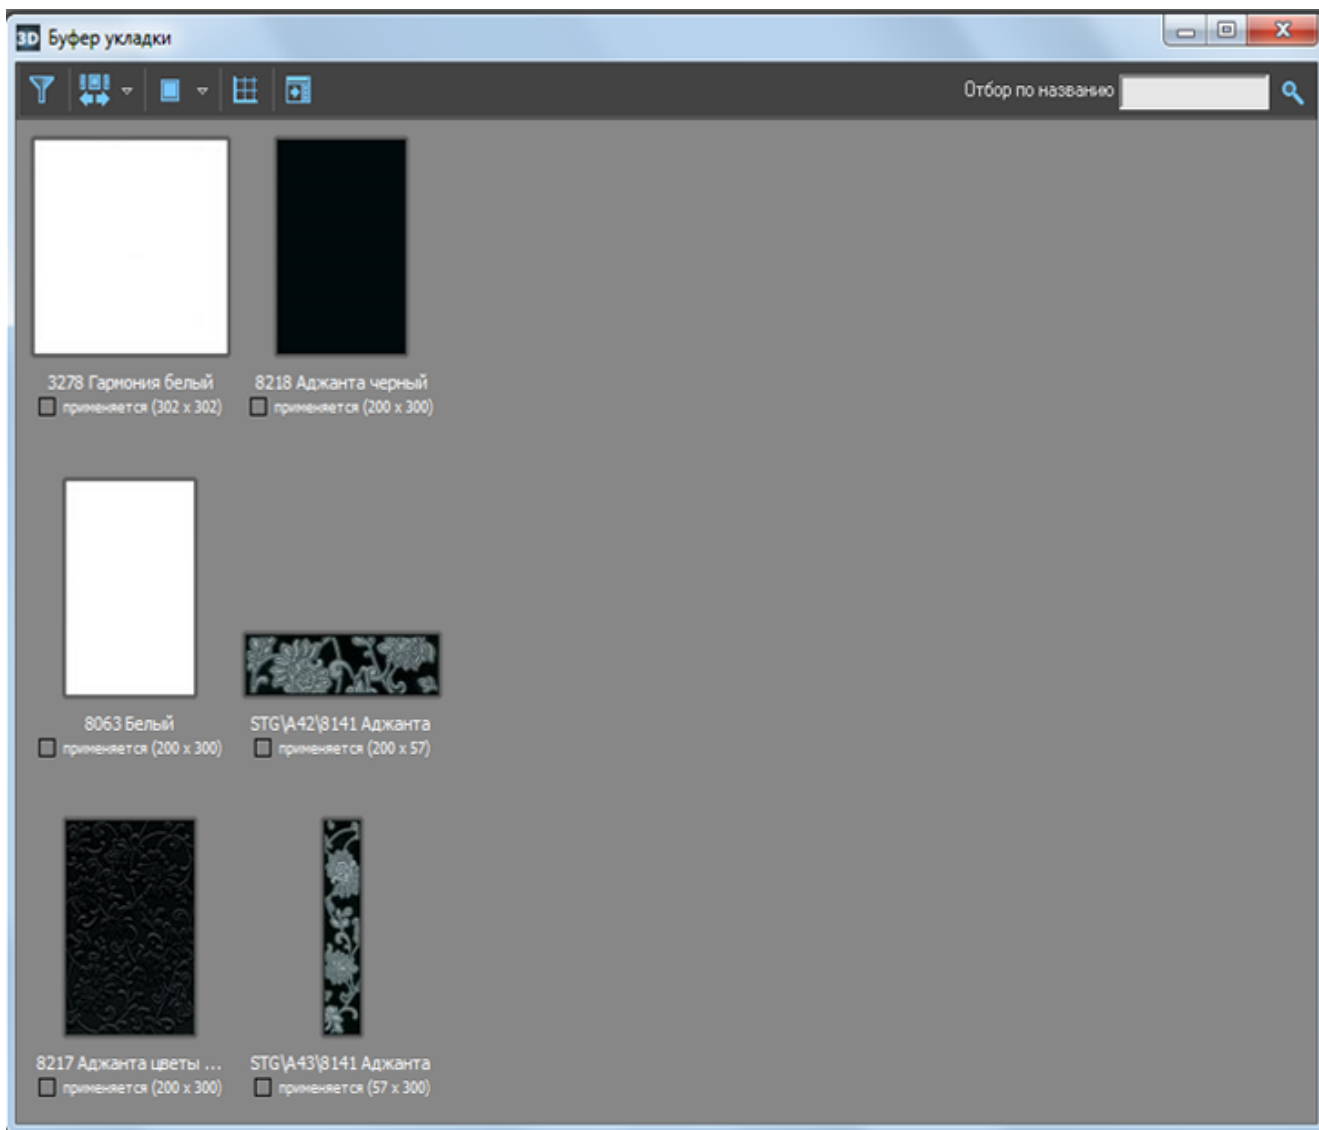 3D Буфер укладки
Отбор по названию
3278 Гармония белый
применяется (302 x 302)
8218 Аджанта черный
применяется (200 x 300)
8063 Белый
применяется (200 x 300)
STG\A42\8141 Аджанта
применяется (200 x 57)
8217 Аджанта цветы ...
применяется (200 x 300)
STG\A43\8141 Аджанта
применяется (57 x 300)